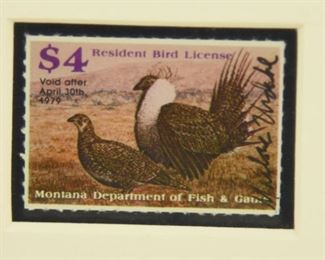 $4 Resident Bird License
Void after
April 30th,
1979
Montana Department of Fish & Game